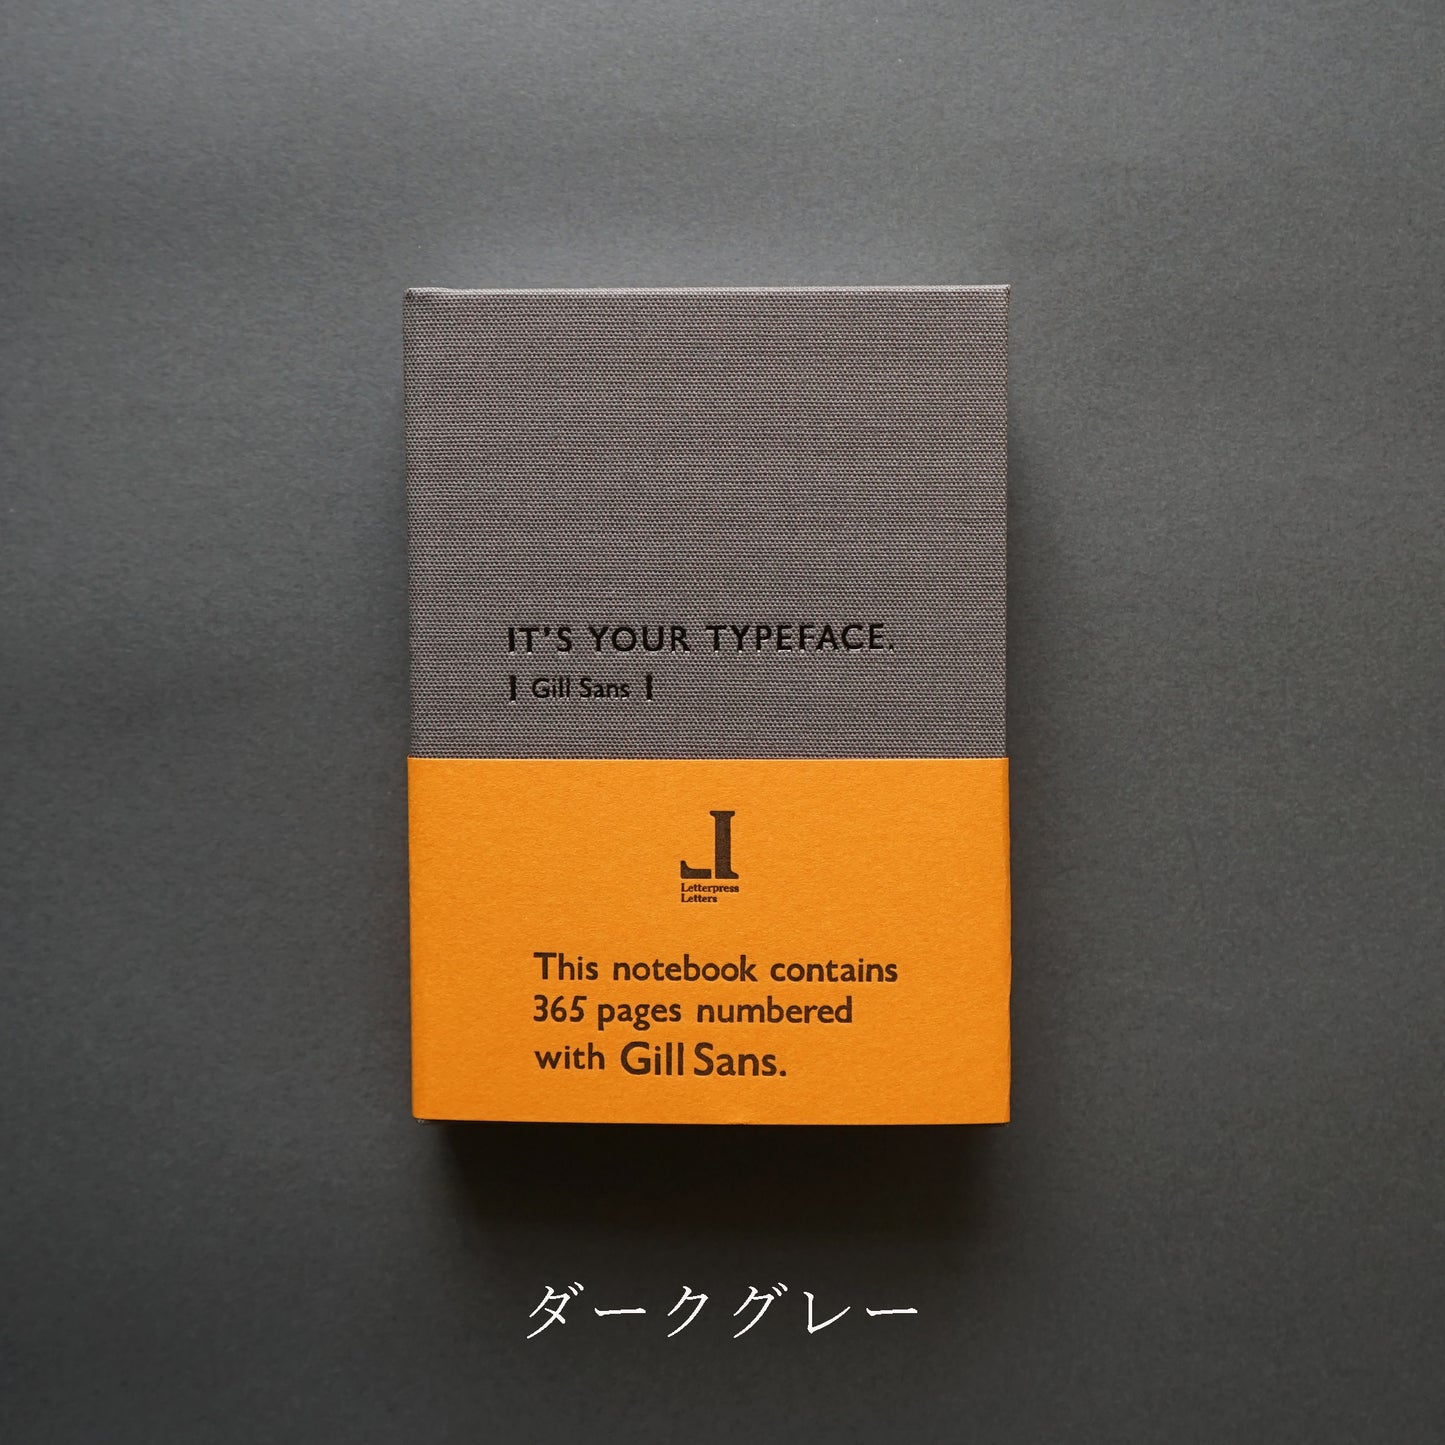 IT'S YOUR TYPEFACE.
Gill Sans
Letterpress
Letters
This notebook contains
365 pages numbered
with Gill Sans.
ダークグレー